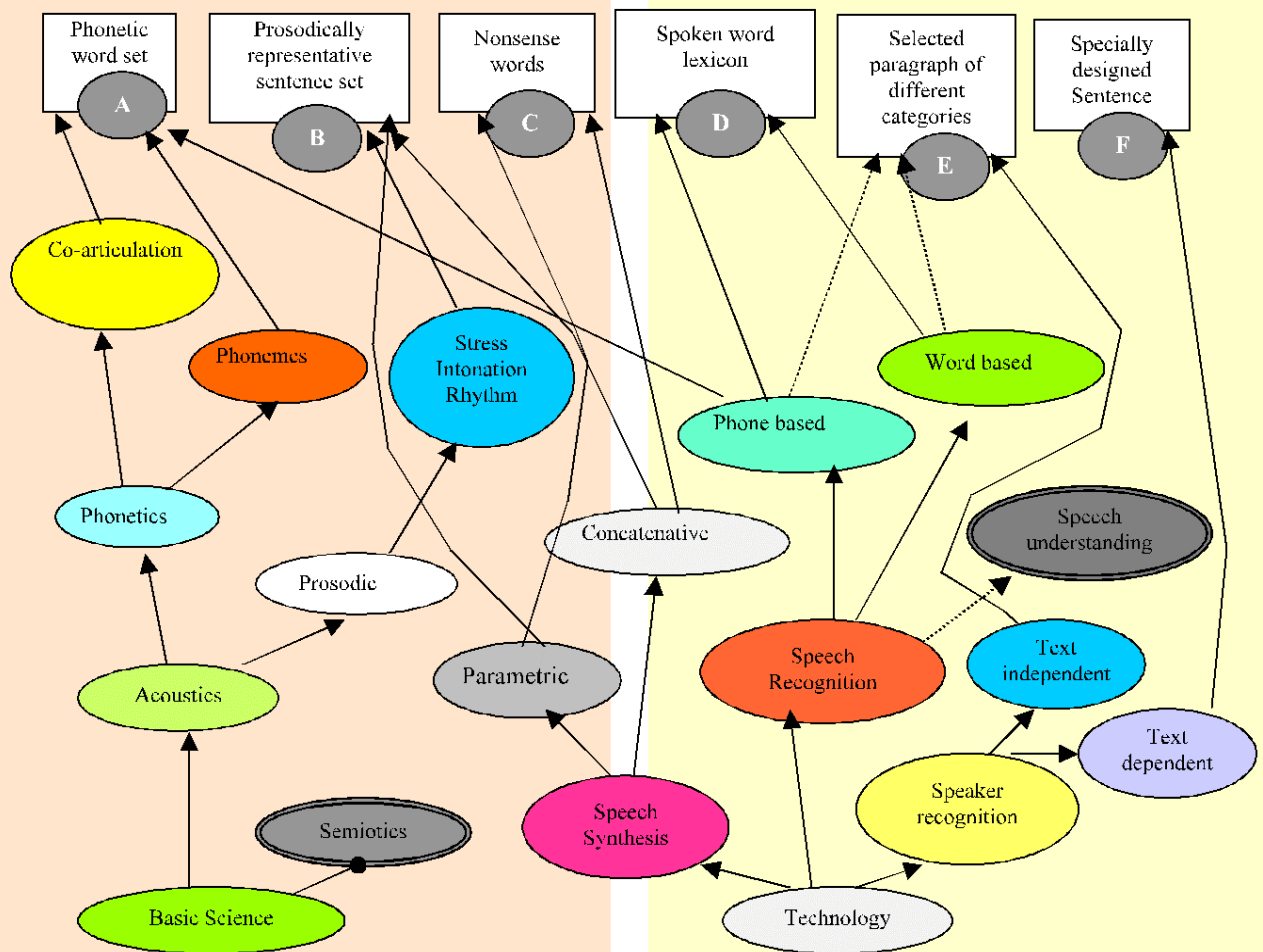 Phonetic
word set
A
Prosodically
representative
sentence set
B
Nonsense
words
C
Spoken word
lexicon
D
Selected
paragraph of
different
categories
E
Specially
designed
Sentence
F
Co-articulation
Phonemes
Stress
Intonation
Rhythm
Word based
Phone based
Phonetics
Concatenative
Speech
understanding
Prosodic
Acoustics
Parametric
Speech
Recognition
Text
independent
Text
dependent
Semiotics
Speech
Synthesis
Speaker
recognition
Basic Science
Technology